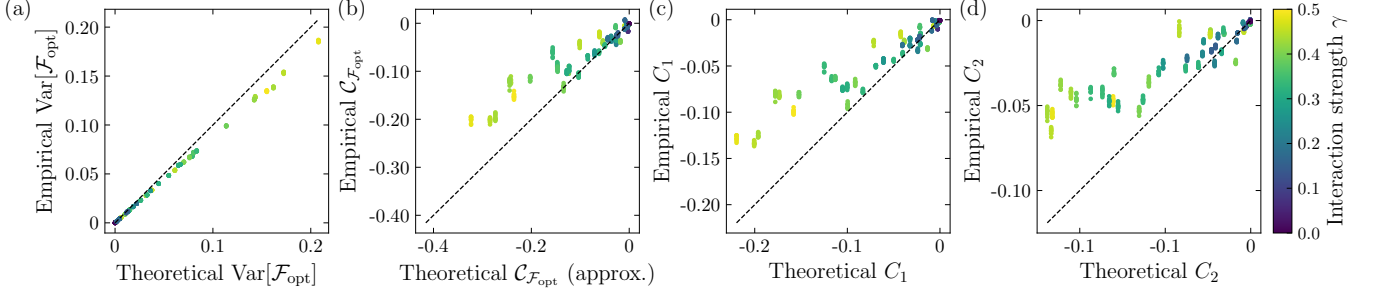 (a)
Empirical Var[𝓕opt]
0.20
0.15
0.10
0.05
0
0
0.1
0.2
Theoretical Var[𝓕opt]
(b)
Empirical 𝒞𝓕opt
0
-0.10
-0.20
-0.30
-0.40
-0.4
-0.2
0
Theoretical 𝒞𝓕opt (approx.)
(c)
Empirical C1
0
-0.05
-0.10
-0.15
-0.20
-0.2
-0.1
0
Theoretical C1
(d)
Empirical C2
0
-0.05
-0.10
-0.1
-0.1
0
Theoretical C2
0.5
0.4
0.3
0.2
0.1
0.0
Interaction strength γ